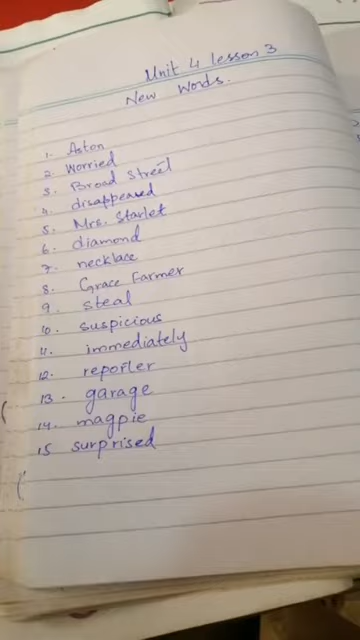 Unit 4 lesson 3
New Words.
1. Aston
2. Worried
3. Broad Street
4. disappeared
5. Mrs. Starlet
6. diamond
7. necklace
8. Grace Farmer
9. steal
10. suspicious
11. immediately
12. reporter
13. garage
14. magpie
15 surprised